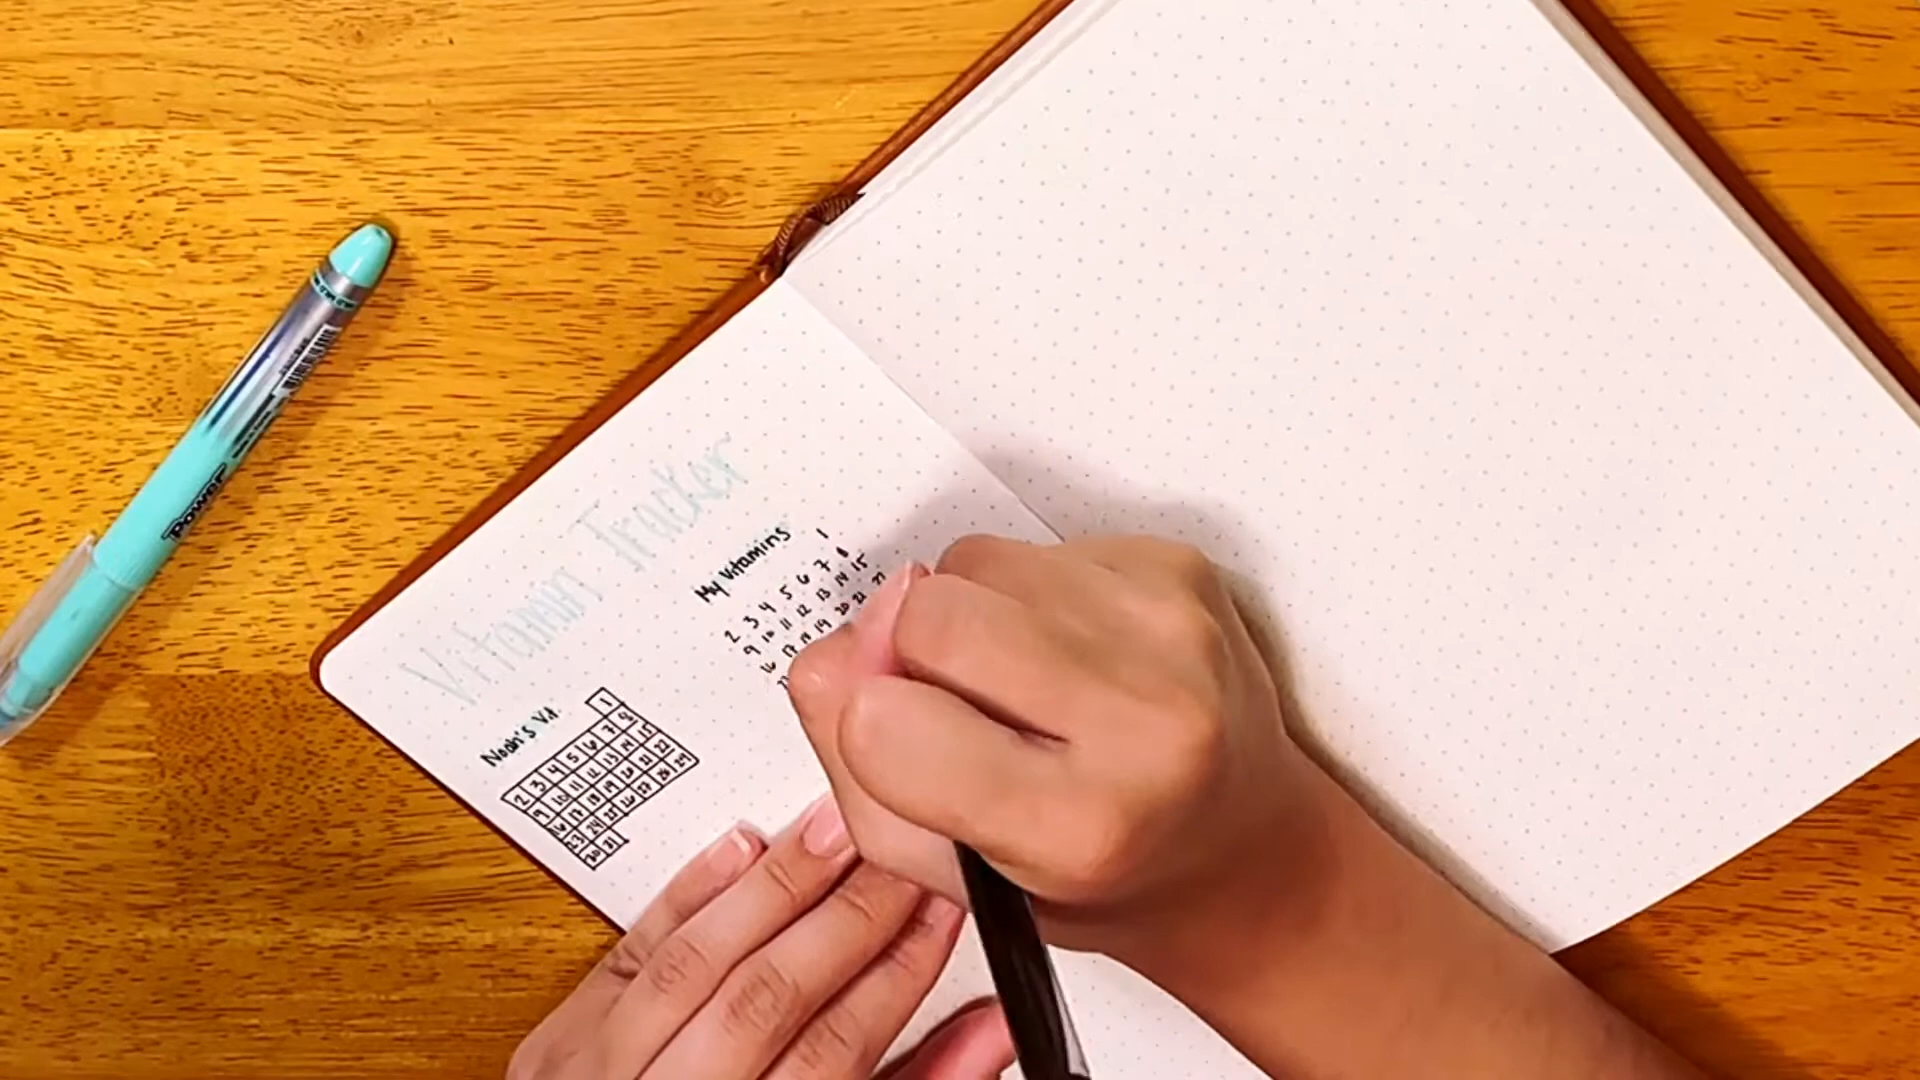 Vitamin Tracker
My Vitamins
1
2 3 4 5 6 7 8
9 10 11 12 13 14 15
16 17 18 19 20 21 22
Noah's Vit.
1
2 3 4 5 6 7 8
9 10 11 12 13 14 15
16 17 18 19 20 21 22
23 24 25 26 27 28 29
30 31
Power